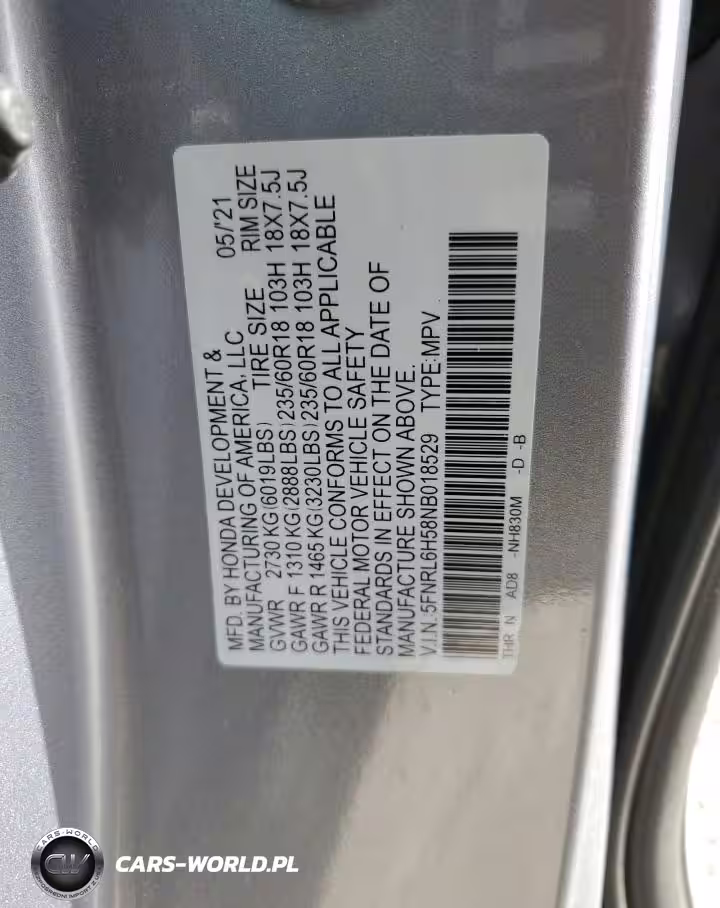 MFD. BY HONDA DEVELOPMENT &
MANUFACTURING OF AMERICA, LLC 05/'21
GVWR 2730 KG (6019LBS) TIRE SIZE RIM SIZE
GAWR F 1310 KG (2888LBS) 235/60R18 103H 18X7.5J
GAWR R 1465 KG (3230LBS) 235/60R18 103H 18X7.5J
THIS VEHICLE CONFORMS TO ALL APPLICABLE
FEDERAL MOTOR VEHICLE SAFETY
STANDARDS IN EFFECT ON THE DATE OF
MANUFACTURE SHOWN ABOVE.
V.I.N. 5FNRL6H58NB018529 TYPE:MPV
THR N AD8 -NH830M -D -B
CARS-WORLD
CW
CARS-WORLD.PL